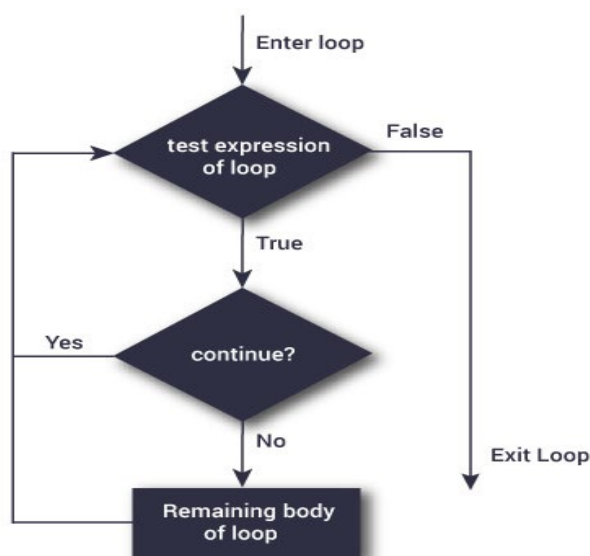 Enter loop
test expression
of loop
False
True
Yes
continue?
No
Exit Loop
Remaining body
of loop